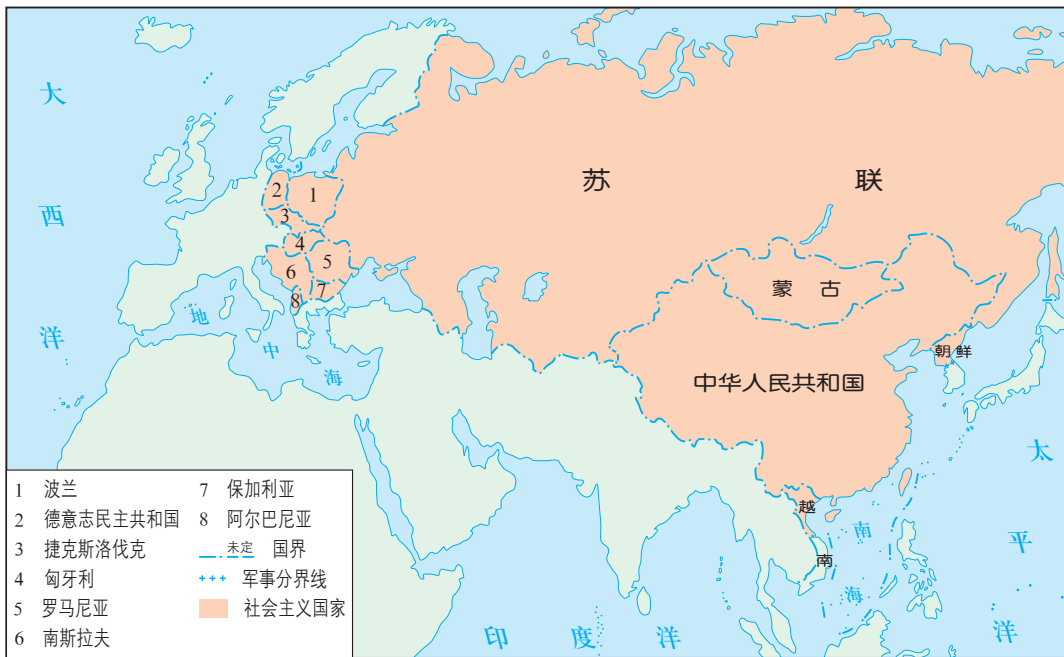 大
西
洋
苏 联
1
2
3
4
5
6
7
8
地
中
海
蒙 古
朝鲜
中华人民共和国
越
南
南
海
太
平
洋
印 度 洋
1 波兰
2 德意志民主共和国
3 捷克斯洛伐克
4 匈牙利
5 罗马尼亚
6 南斯拉夫
7 保加利亚
8 阿尔巴尼亚
未定 国界
军事分界线
社会主义国家